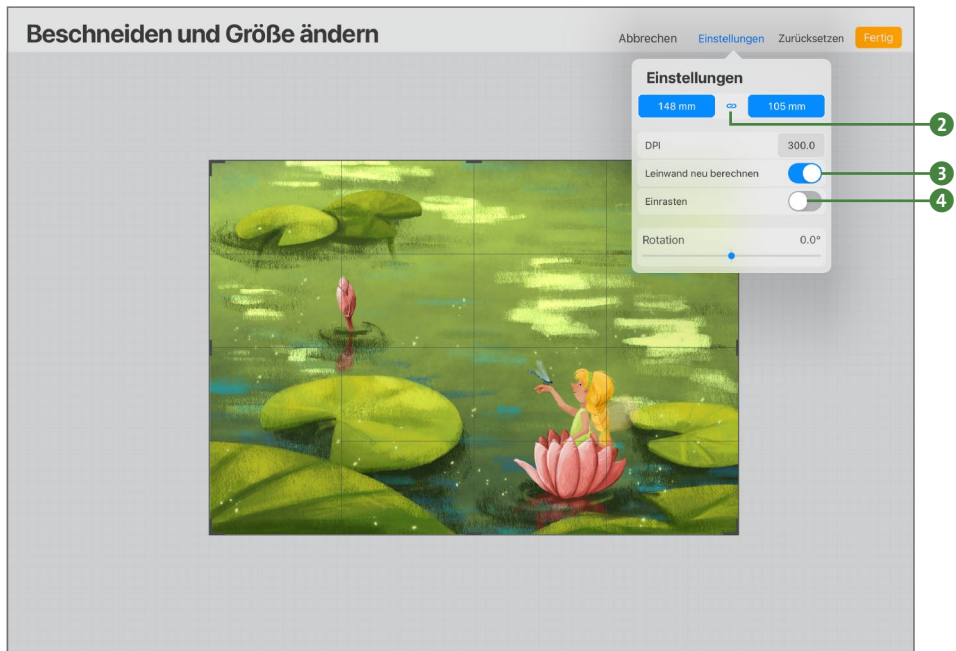 Beschneiden und Größe ändern
Abbrechen Einstellungen Zurücksetzen Fertig
Einstellungen
148 mm 105 mm
2
DPI 300.0
Leinwand neu berechnen
3
Einrasten
4
Rotation 0.0°